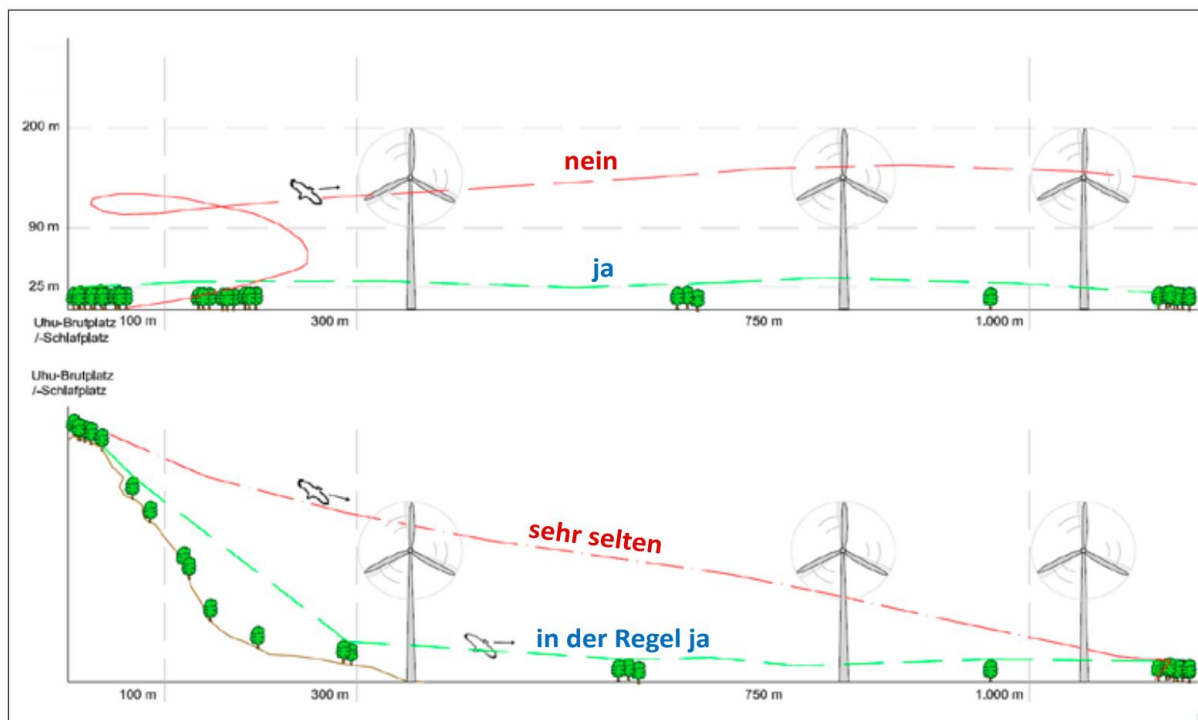 200 m
nein
90 m
ja
25 m
Uhu-Brutplatz
/-Schlafplatz
100 m
300 m
750 m
1.000 m
Uhu-Brutplatz
/-Schlafplatz
sehr selten
in der Regel ja
100 m
300 m
750 m
1.000 m